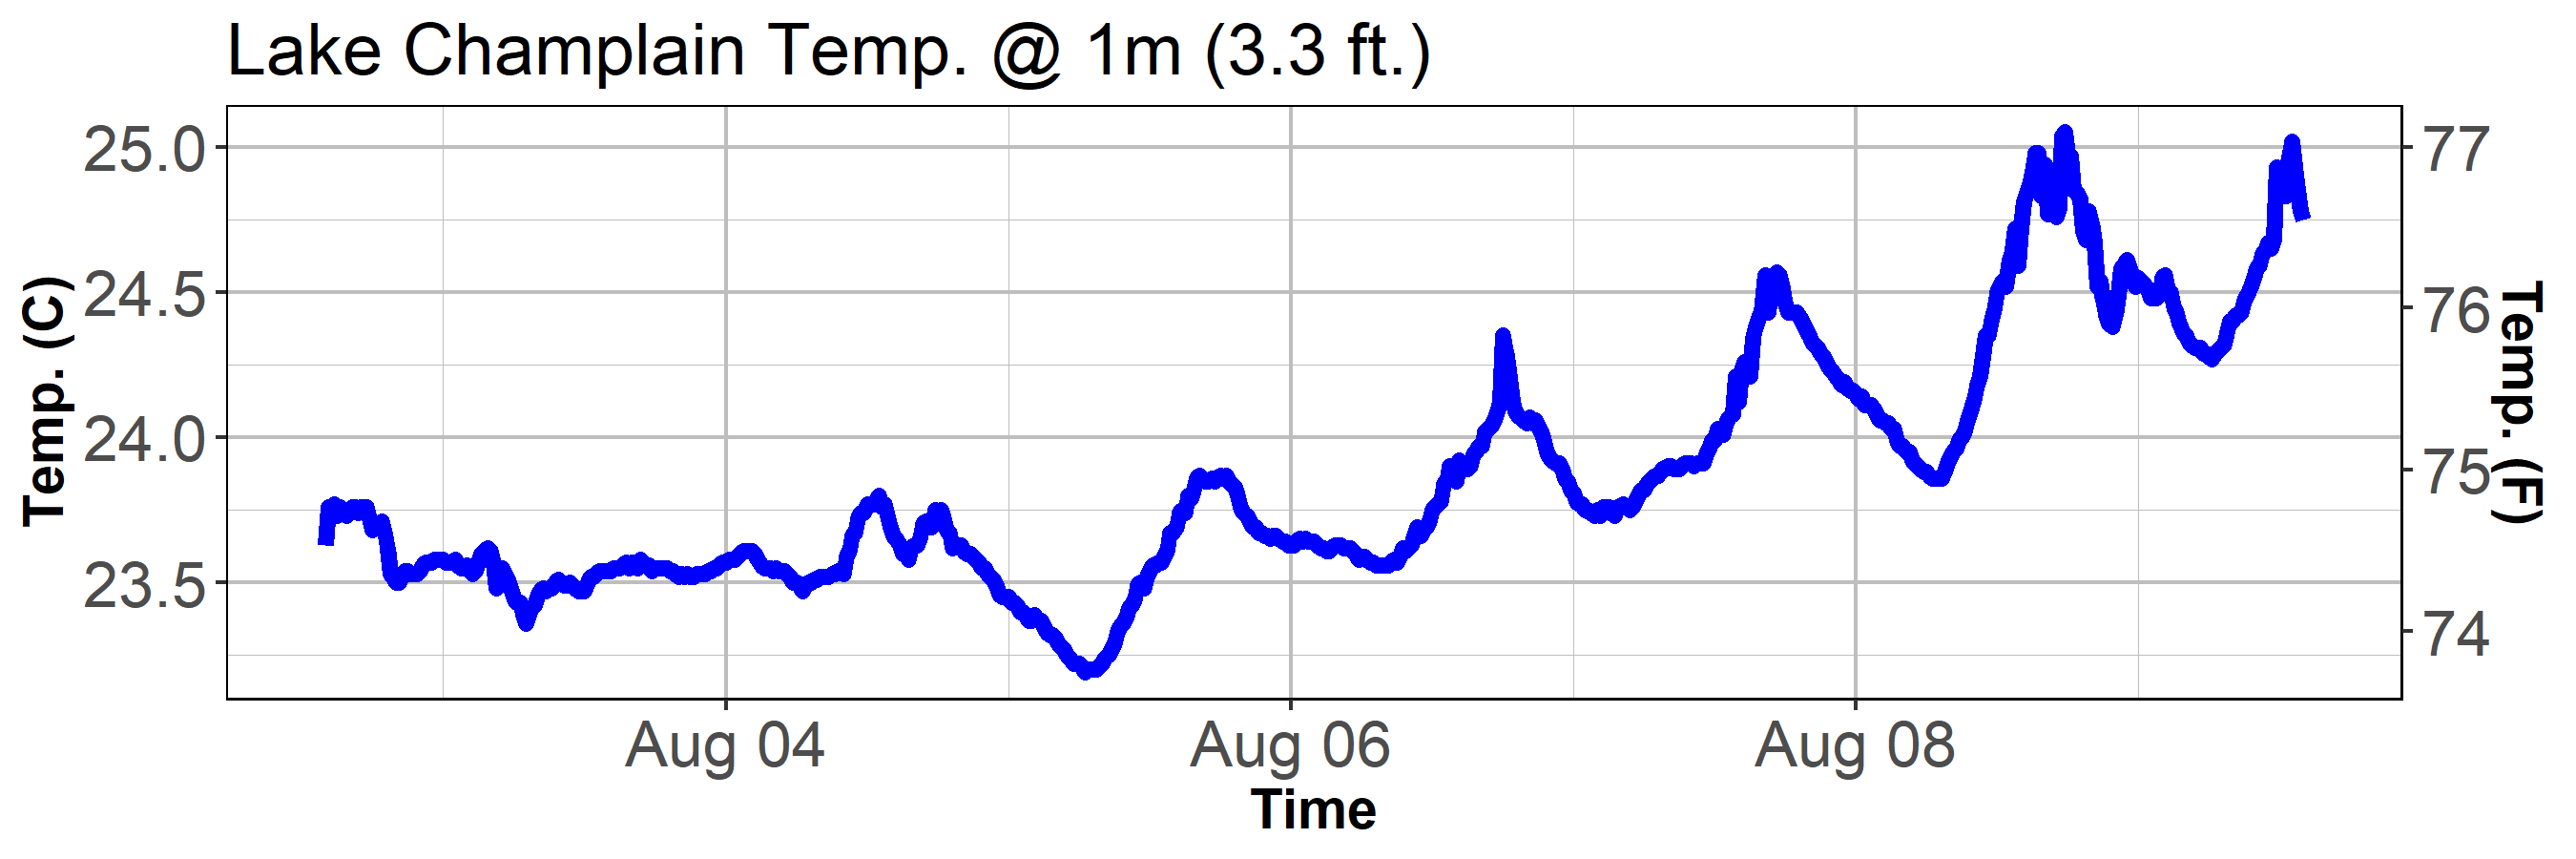 Lake Champlain Temp. @ 1m (3.3 ft.)
Temp. (C)
25.0
24.5
24.0
23.5
77
76
75
74
Temp. (F)
Aug 04 Aug 06 Aug 08
Time